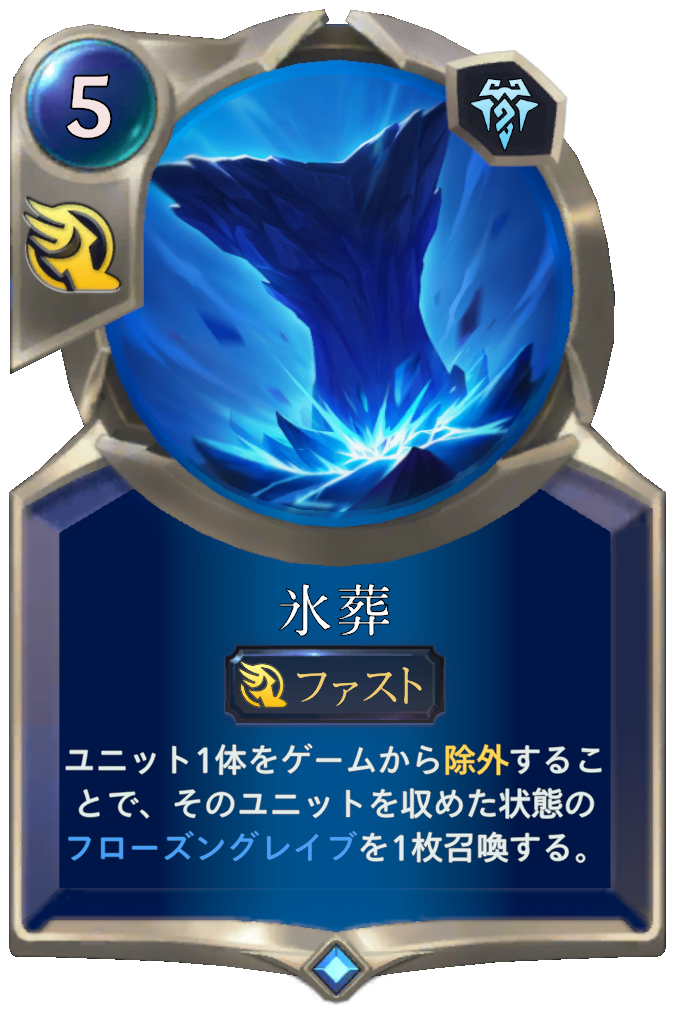 5
氷葬
ファスト
ユニット1体をゲームから除外するこ
とで、そのユニットを収めた状態の
フローズングレイブを1枚召喚する。